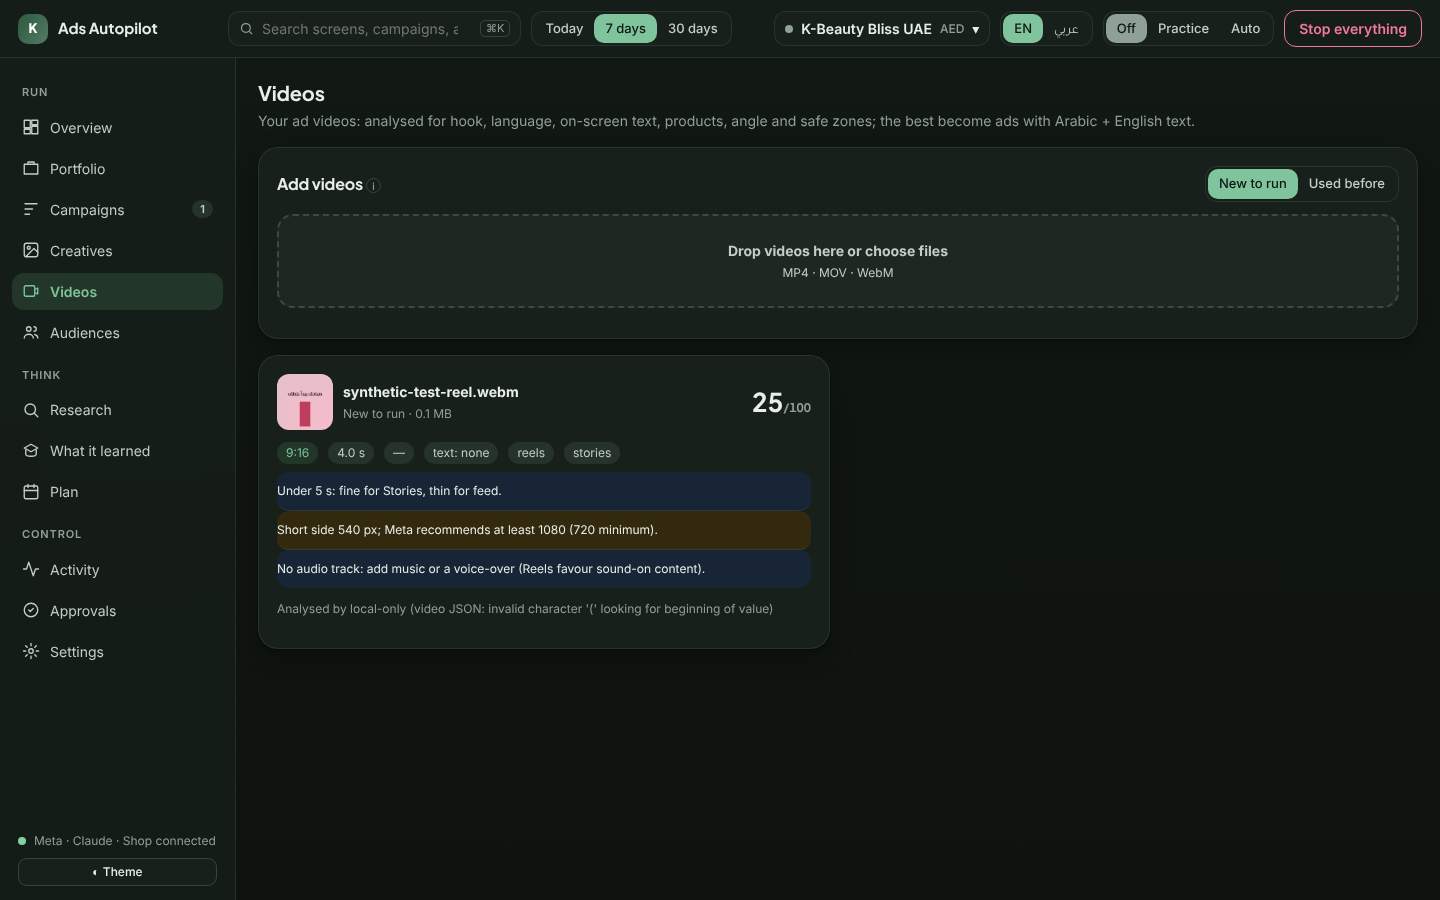 K Ads Autopilot
Search screens, campaigns, a ⌘K
Today 7 days 30 days
K-Beauty Bliss UAE AED ▾
EN عربي
Off Practice Auto
Stop everything
RUN
Overview
Portfolio
Campaigns 1
Creatives
Videos
Audiences
THINK
Research
What it learned
Plan
CONTROL
Activity
Approvals
Settings
Meta · Claude · Shop connected
Theme
Videos
Your ad videos: analysed for hook, language, on-screen text, products, angle and safe zones; the best become ads with Arabic + English text.
Add videos i
New to run Used before
Drop videos here or choose files
MP4 · MOV · WebM
synthetic-test-reel.webm
New to run · 0.1 MB
25/100
9:16 4.0 s — text: none reels stories
Under 5 s: fine for Stories, thin for feed.
Short side 540 px; Meta recommends at least 1080 (720 minimum).
No audio track: add music or a voice-over (Reels favour sound-on content).
Analysed by local-only (video JSON: invalid character '(' looking for beginning of value)